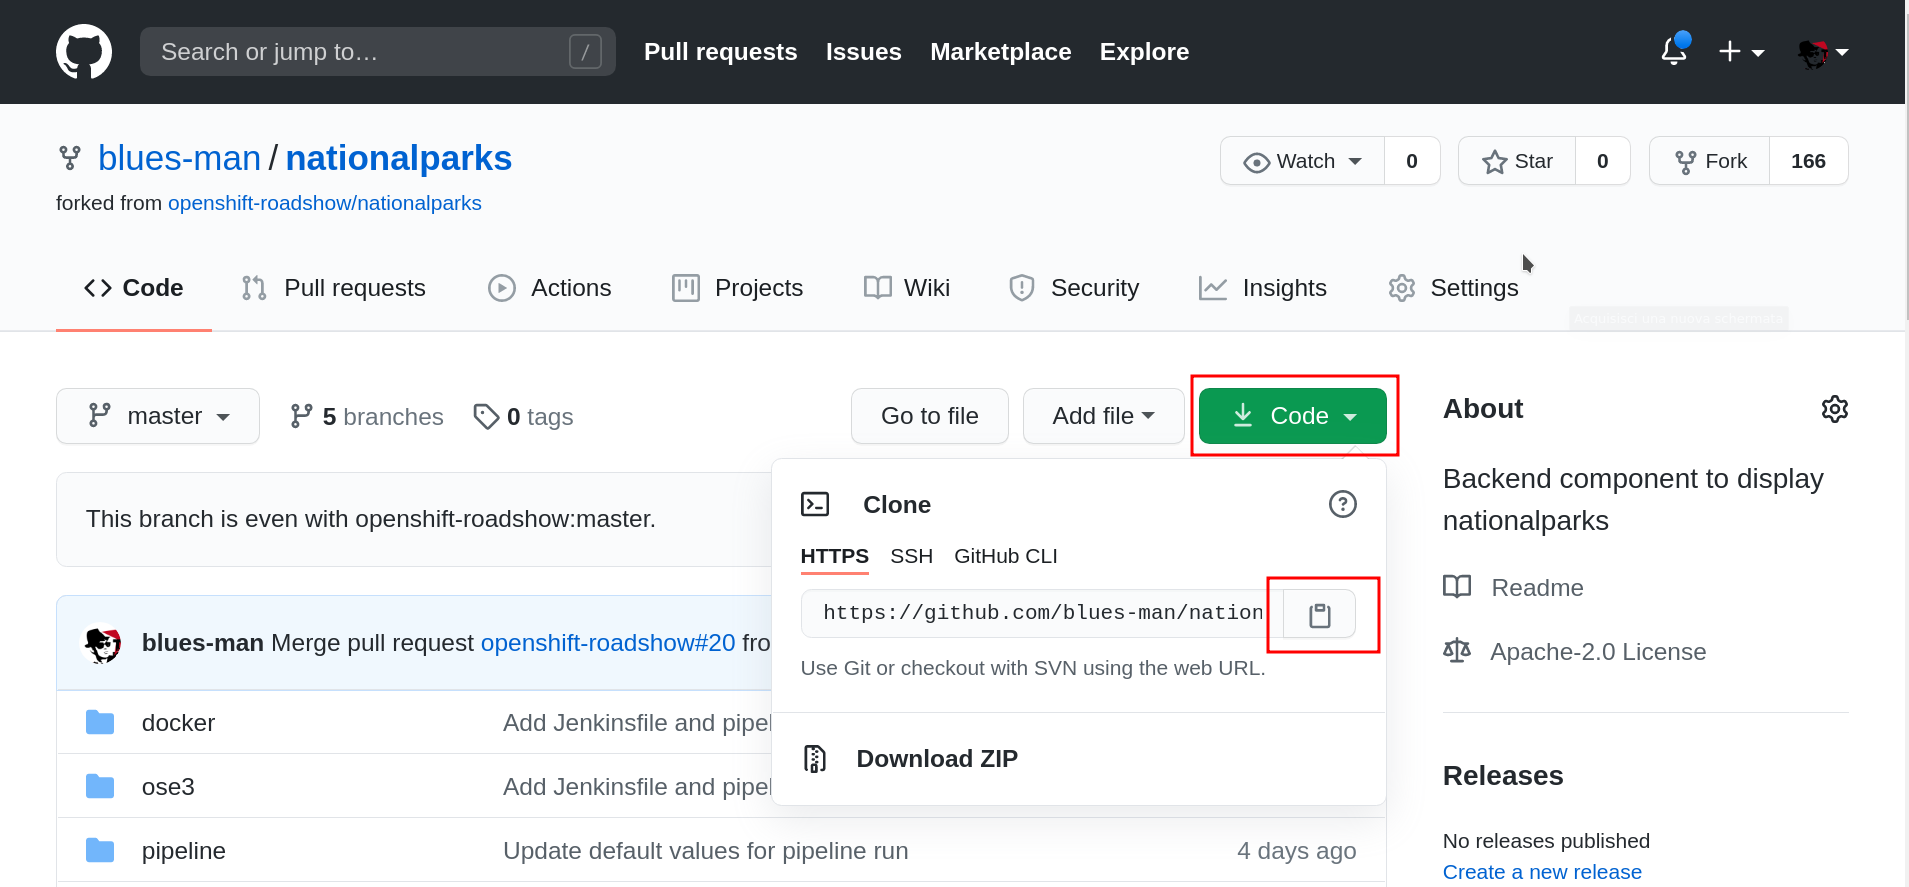 Search or jump to… /
Pull requests Issues Marketplace Explore
blues-man / nationalparks
forked from openshift-roadshow/nationalparks
Watch 0 Star 0 Fork 166
Code Pull requests Actions Projects Wiki Security Insights Settings
Acquisisci una nuova schermata
master 5 branches 0 tags Go to file Add file Code
This branch is even with openshift-roadshow:master.
Clone
HTTPS SSH GitHub CLI
https://github.com/blues-man/nation
Use Git or checkout with SVN using the web URL.
Download ZIP
blues-man Merge pull request openshift-roadshow#20 fro
docker Add Jenkinsfile and pipel
ose3 Add Jenkinsfile and pipel
pipeline Update default values for pipeline run 4 days ago
About
Backend component to display
nationalparks
Readme
Apache-2.0 License
Releases
No releases published
Create a new release